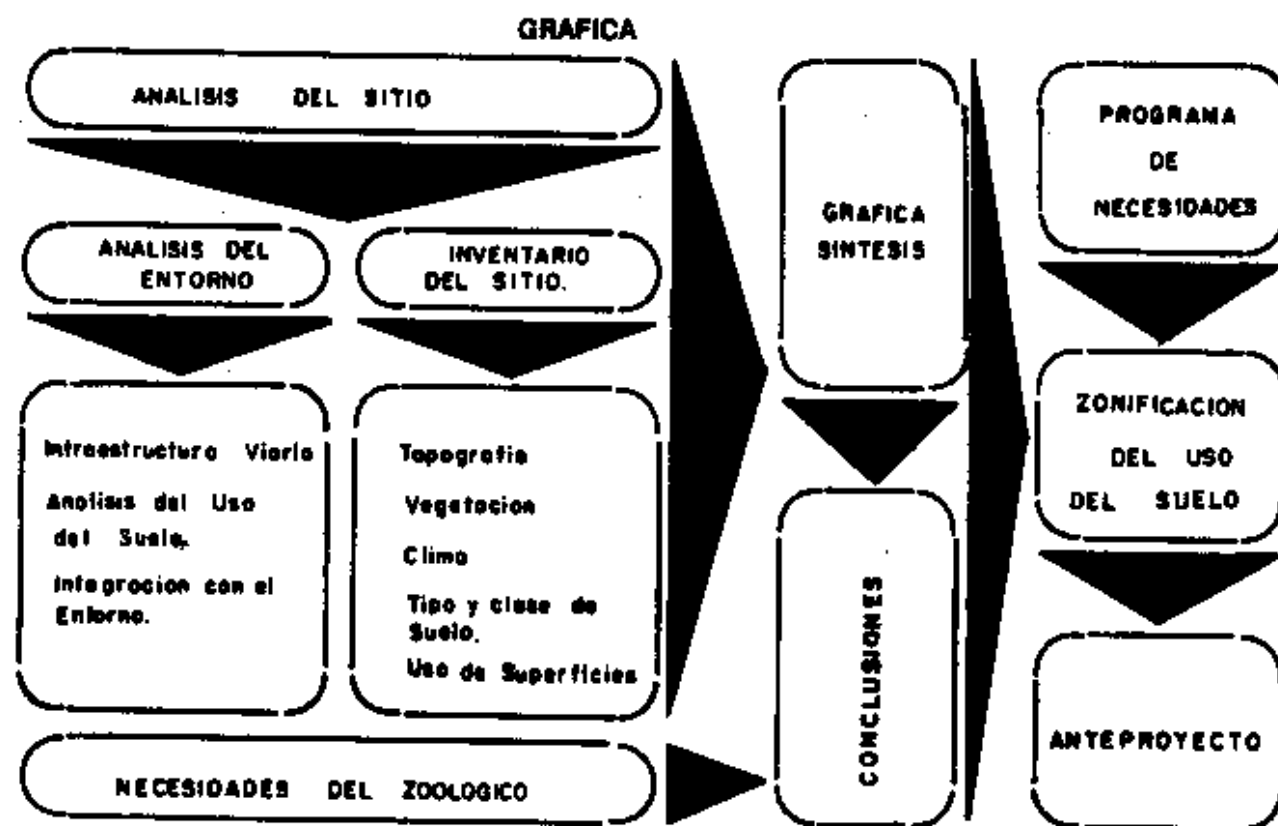 GRAFICA
ANALISIS DEL SITIO
ANALISIS DEL
ENTORNO
INVENTARIO
DEL SITIO.
Infraestructura Viaria
Analisis del Uso
del Suelo.
Integracion con el
Entorno.
Topografia
Vegetacion
Clima
Tipo y clase de
Suelo.
Uso de Superficies
NECESIDADES DEL ZOOLOGICO
GRAFICA
SINTESIS
CONCLUSIONES
PROGRAMA
DE
NECESIDADES
ZONIFICACION
DEL USO
DEL SUELO
ANTEPROYECTO